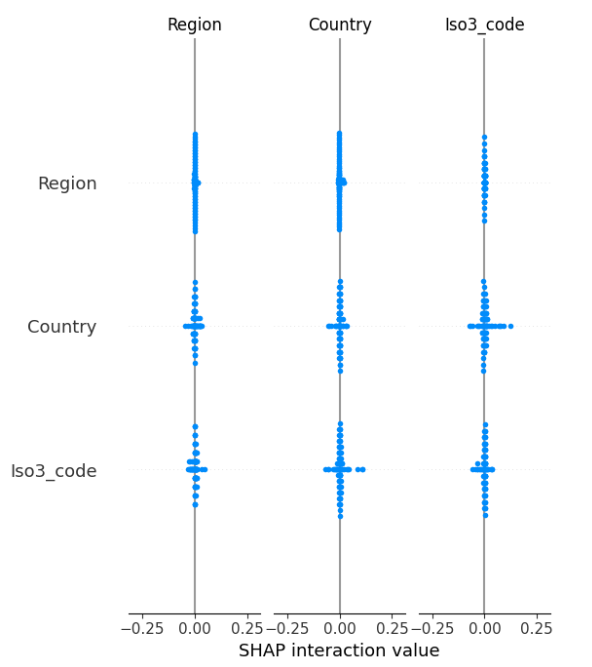 Region Country Iso3_code
Region
Country
Iso3_code
−0.25 0.00 0.25 −0.25 0.00 0.25 −0.25 0.00 0.25
SHAP interaction value